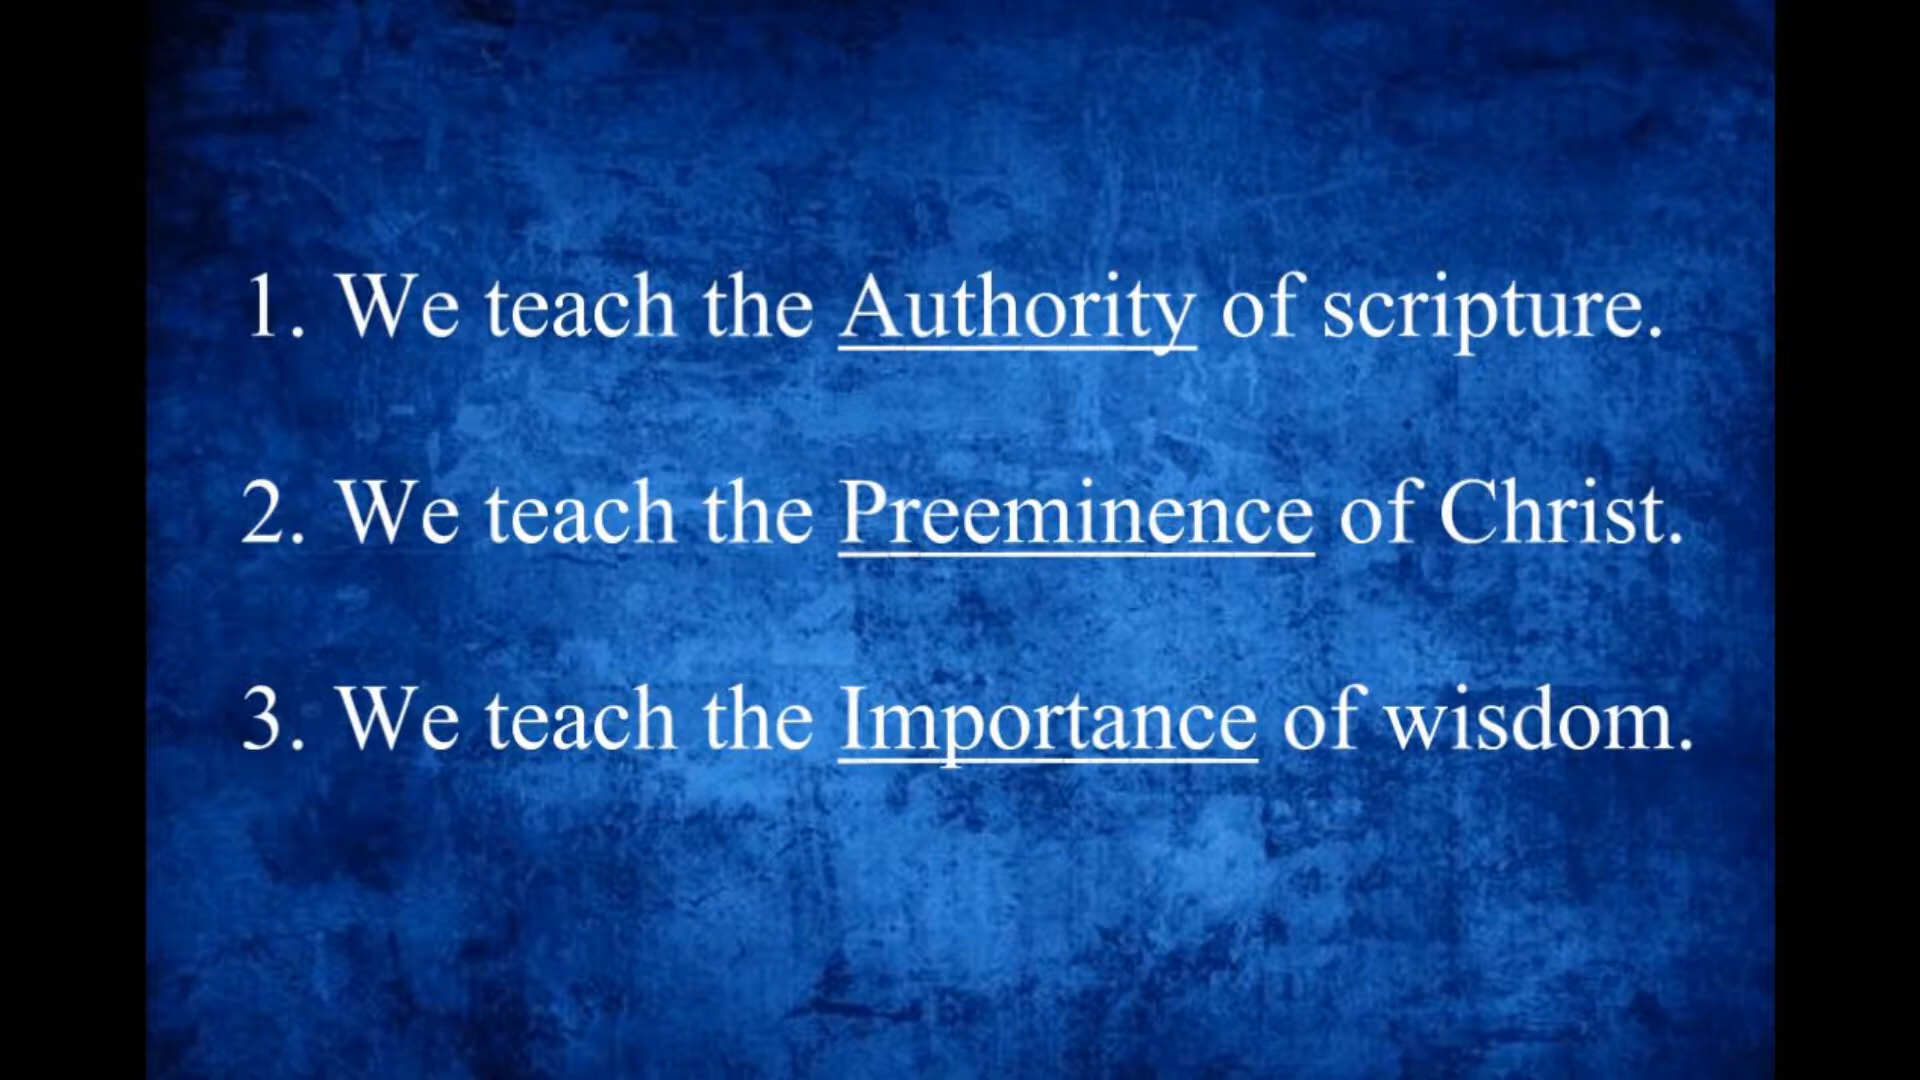 1. We teach the Authority of scripture.
2. We teach the Preeminence of Christ.
3. We teach the Importance of wisdom.